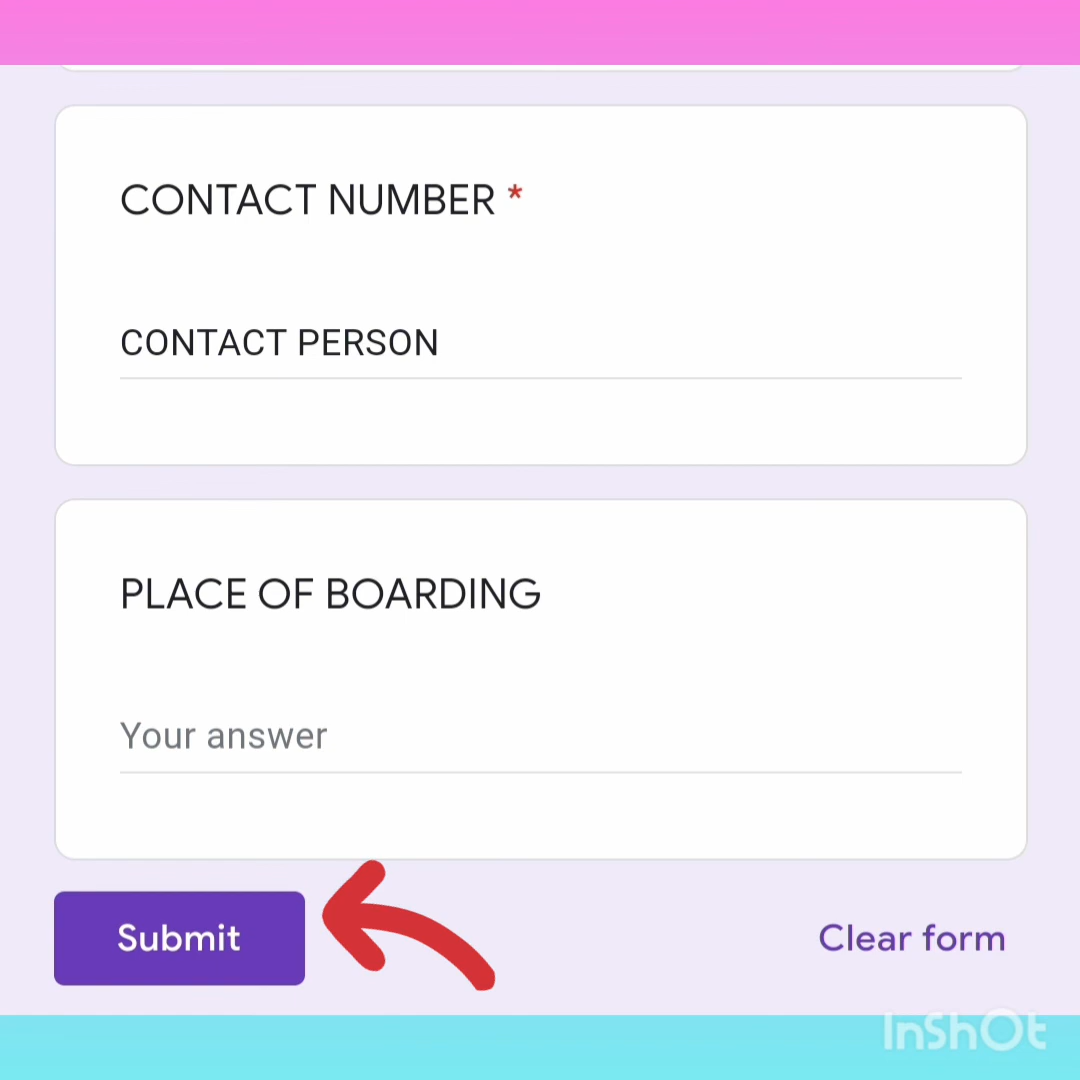 CONTACT NUMBER *
CONTACT PERSON
PLACE OF BOARDING
Your answer
Submit
Clear form
InShOt